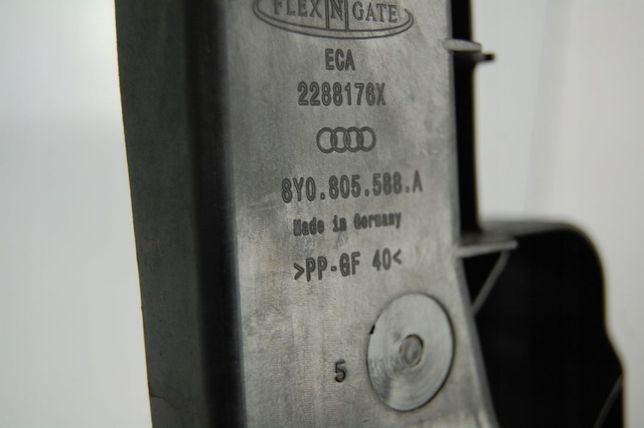 FLEX N GATE
ECA
2288176X
8Y0.805.588.A
Made in Germany
>PP-GF 40<
5